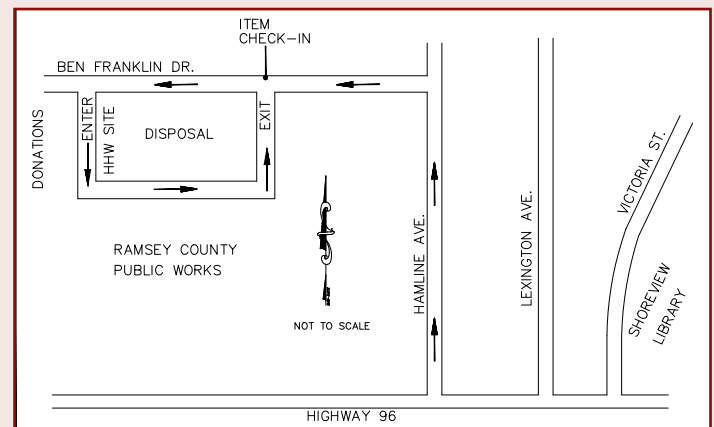 ITEM
CHECK-IN
BEN FRANKLIN DR.
DONATIONS
ENTER
HHW SITE
DISPOSAL
EXIT
RAMSEY COUNTY
PUBLIC WORKS
NOT TO SCALE
HAMLINE AVE.
LEXINGTON AVE.
VICTORIA ST.
SHOREVIEW
LIBRARY
HIGHWAY 96